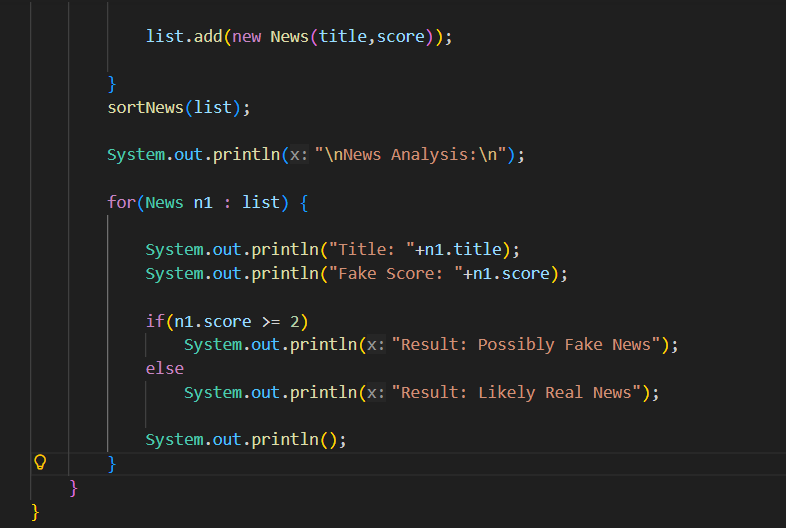 list.add(new News(title,score));
}
sortNews(list);
System.out.println(x: "\nNews Analysis:\n");
for(News n1 : list) {
System.out.println("Title: "+n1.title);
System.out.println("Fake Score: "+n1.score);
if(n1.score >= 2)
System.out.println(x: "Result: Possibly Fake News");
else
System.out.println(x: "Result: Likely Real News");
System.out.println();
}
}
}